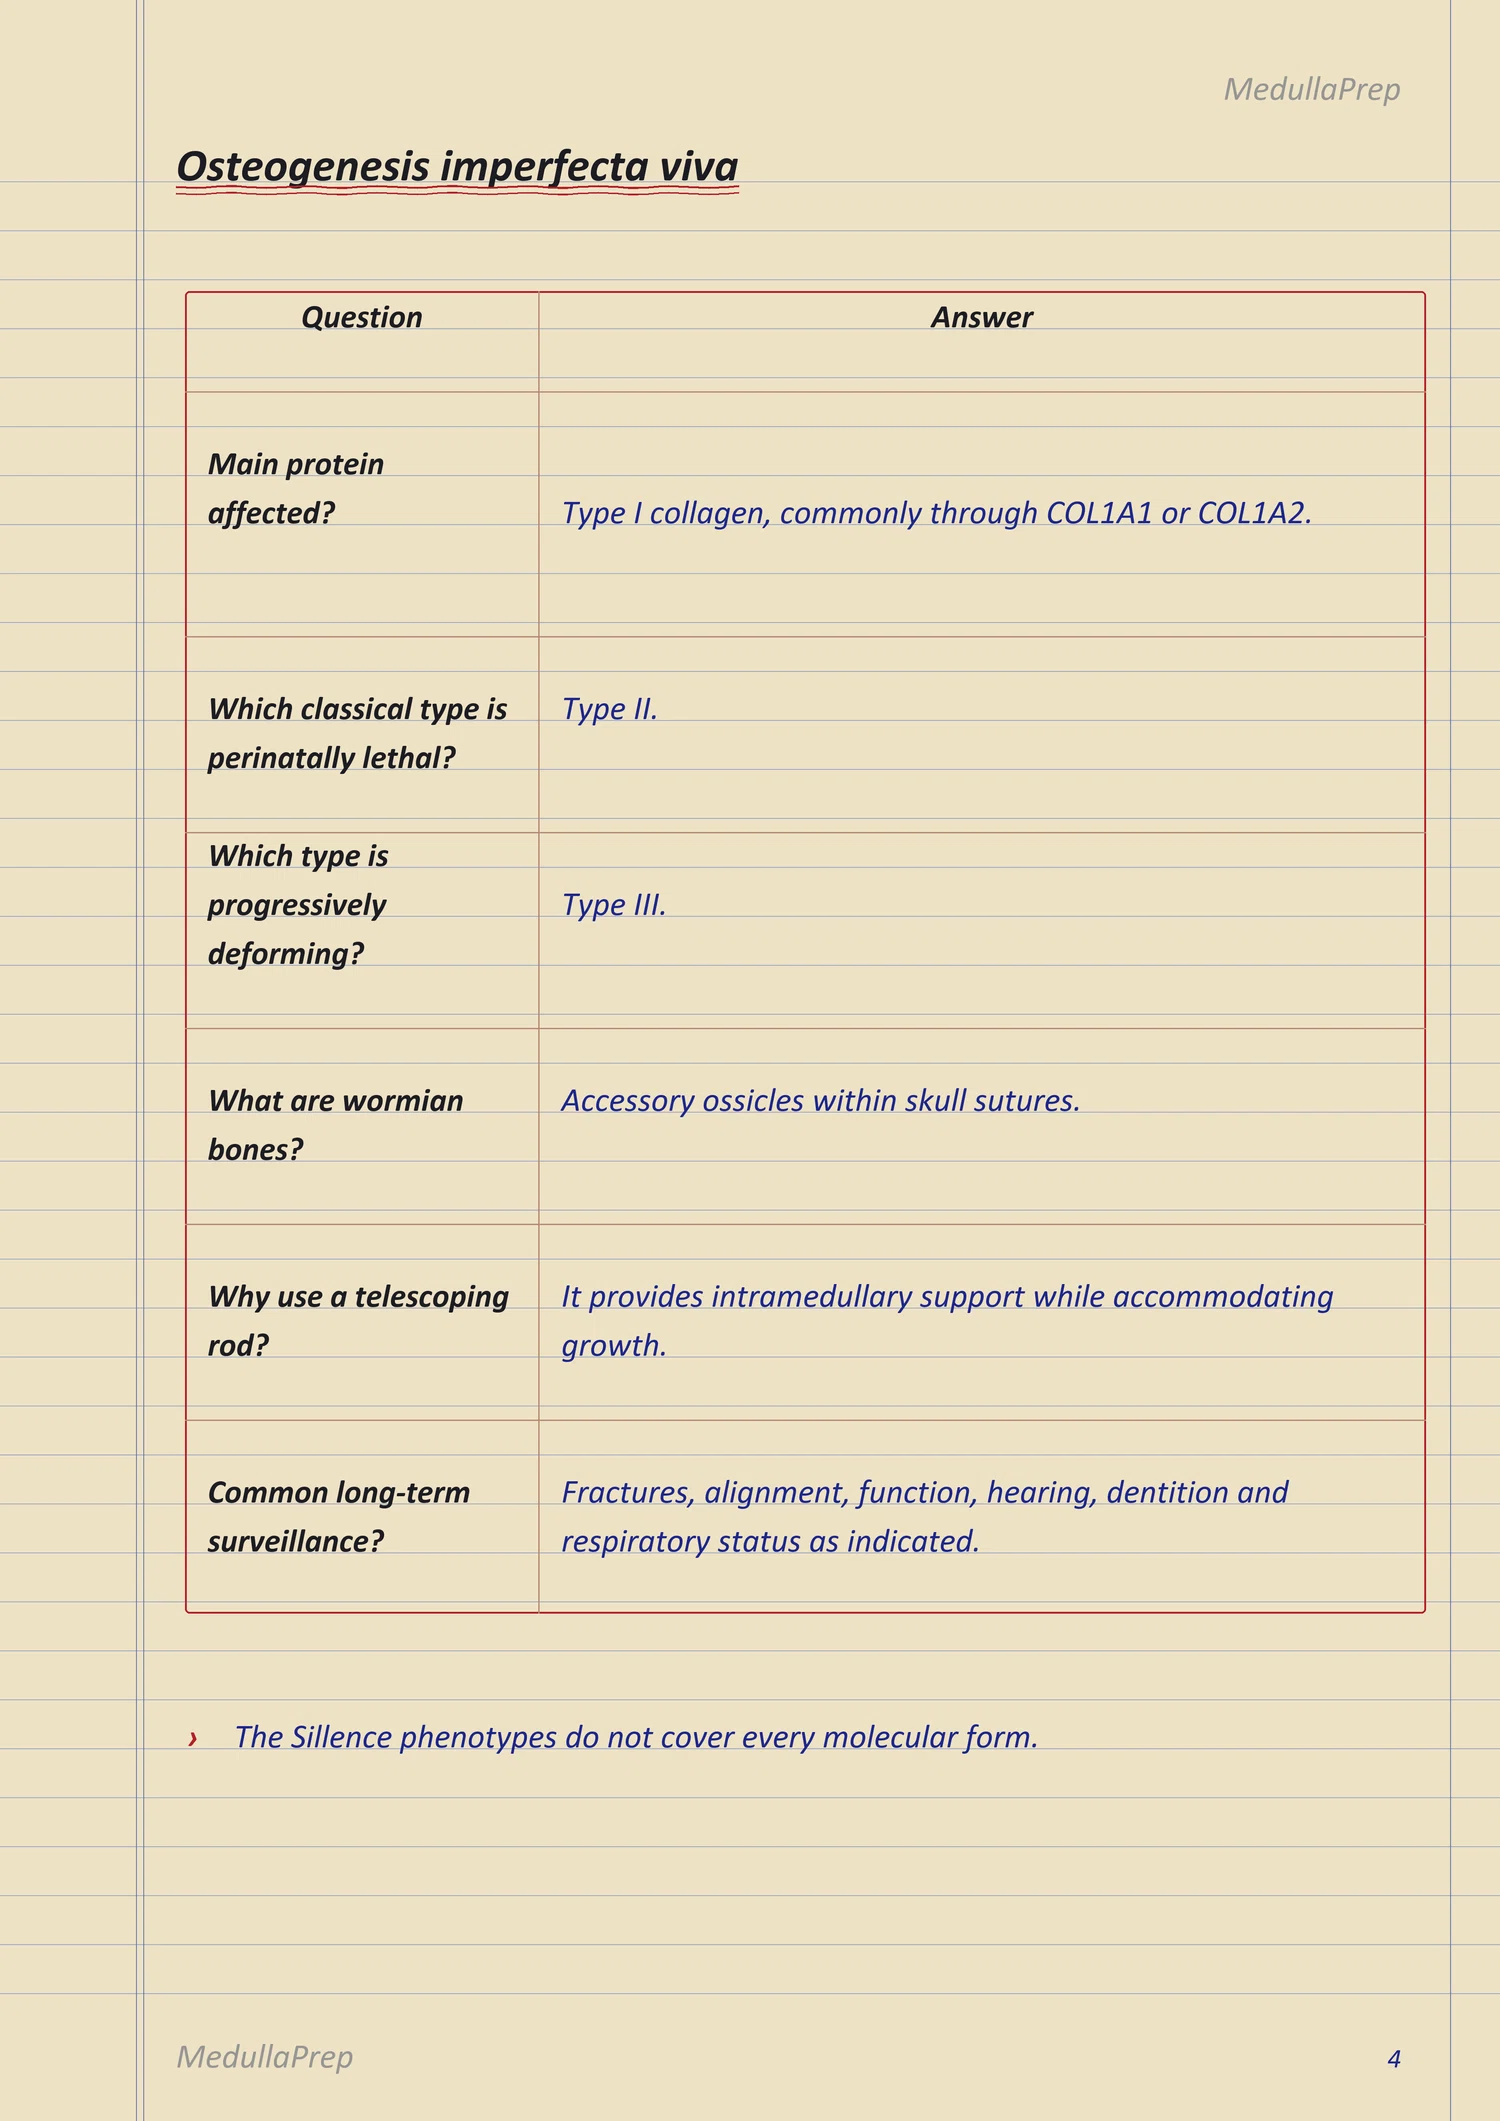 MedullaPrep
Osteogenesis imperfecta viva
Question
Answer
Main protein
affected?
Type I collagen, commonly through COL1A1 or COL1A2.
Which classical type is
perinatally lethal?
Type II.
Which type is
progressively
deforming?
Type III.
What are wormian
bones?
Accessory ossicles within skull sutures.
Why use a telescoping
rod?
It provides intramedullary support while accommodating
growth.
Common long-term
surveillance?
Fractures, alignment, function, hearing, dentition and
respiratory status as indicated.
› The Sillence phenotypes do not cover every molecular form.
MedullaPrep
4